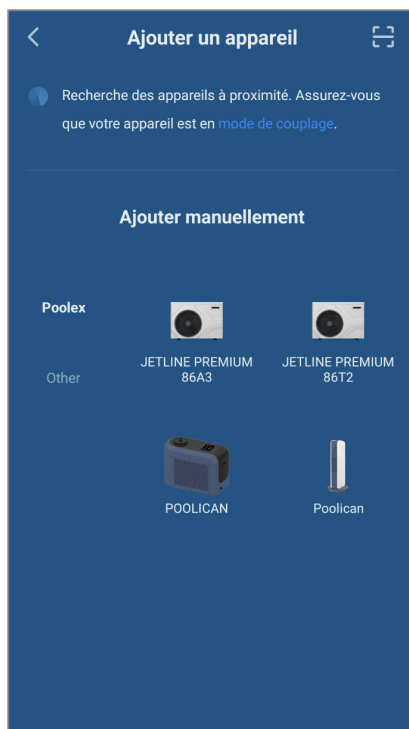 Ajouter un appareil
Recherche des appareils à proximité. Assurez-vous
que votre appareil est en mode de couplage.
Ajouter manuellement
Poolex
Other
JETLINE PREMIUM
86A3
JETLINE PREMIUM
86T2
POOLICAN
Poolican